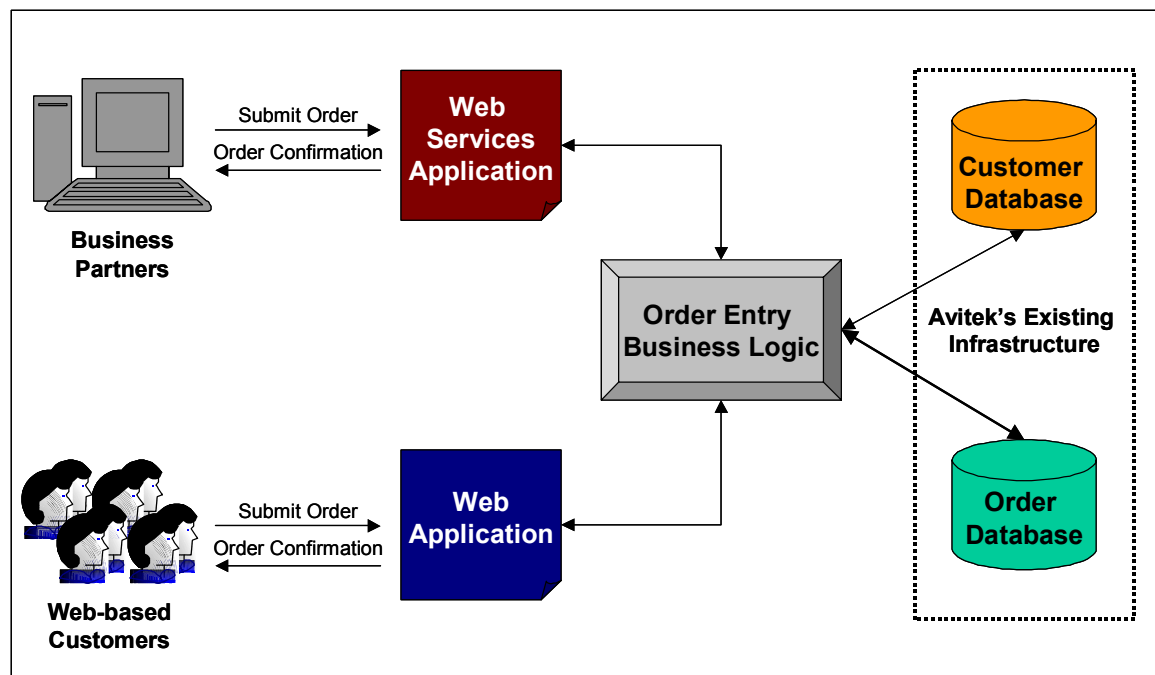 Submit Order
Order Confirmation
Business
Partners
Web
Services
Application
Customer
Database
Order Entry
Business Logic
Avitek's Existing
Infrastructure
Submit Order
Order Confirmation
Web-based
Customers
Web
Application
Order
Database